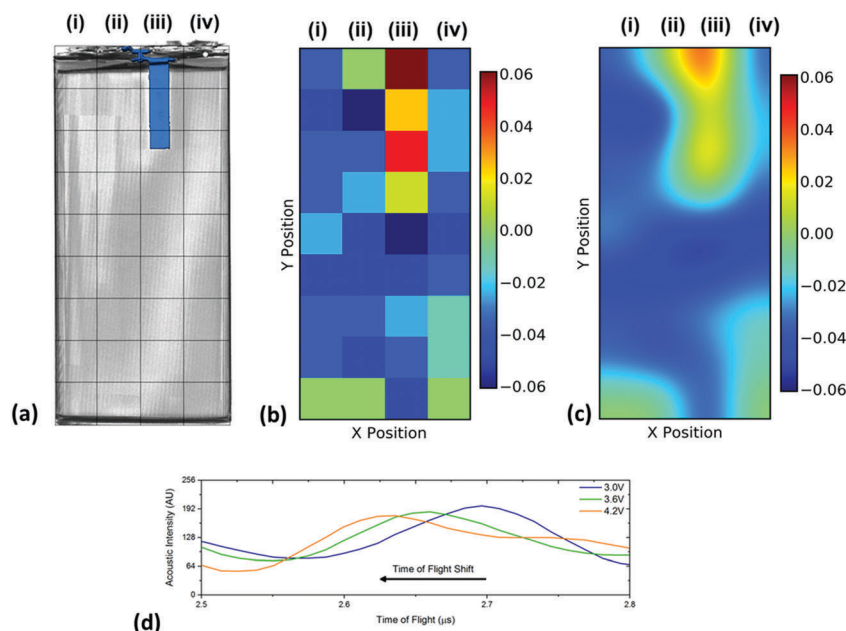 (i) (ii) (iii) (iv)
(a)
(i) (ii) (iii) (iv)
Y Position
X Position
0.06
0.04
0.02
0.00
−0.02
−0.04
−0.06
(b)
(i) (ii) (iii) (iv)
Y Position
X Position
0.06
0.04
0.02
0.00
−0.02
−0.04
−0.06
(c)
Acoustic Intensity (AU)
256
192
128
64
0
2.5 2.6 2.7 2.8
Time of Flight (μs)
3.0V
3.6V
4.2V
Time of Flight Shift
(d)